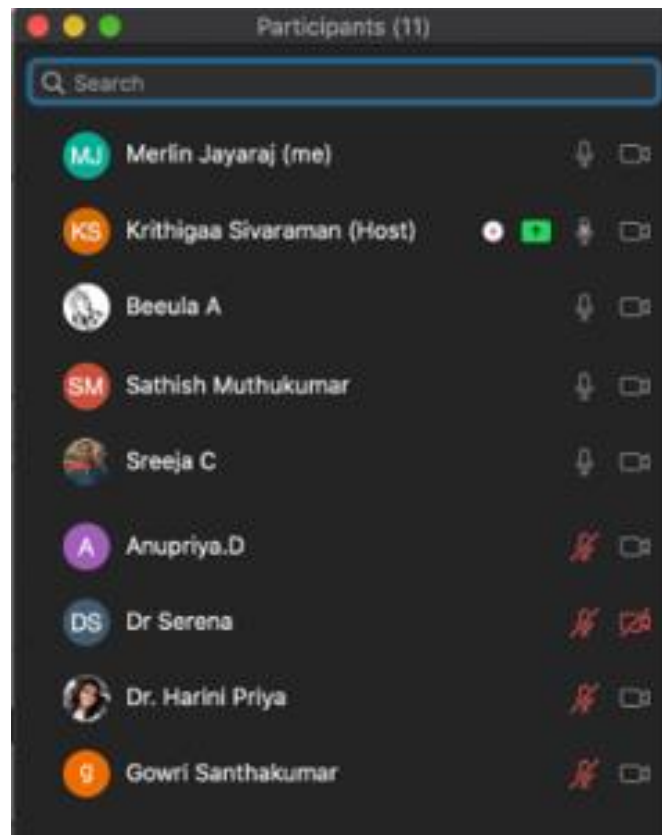 Participants (11)
Search
MJ Merlin Jayaraj (me)
KS Krithigaa Sivaraman (Host)
Beeula A
SM Sathish Muthukumar
Sreeja C
A Anupriya.D
DS Dr Serena
Dr. Harini Priya
g Gowri Santhakumar